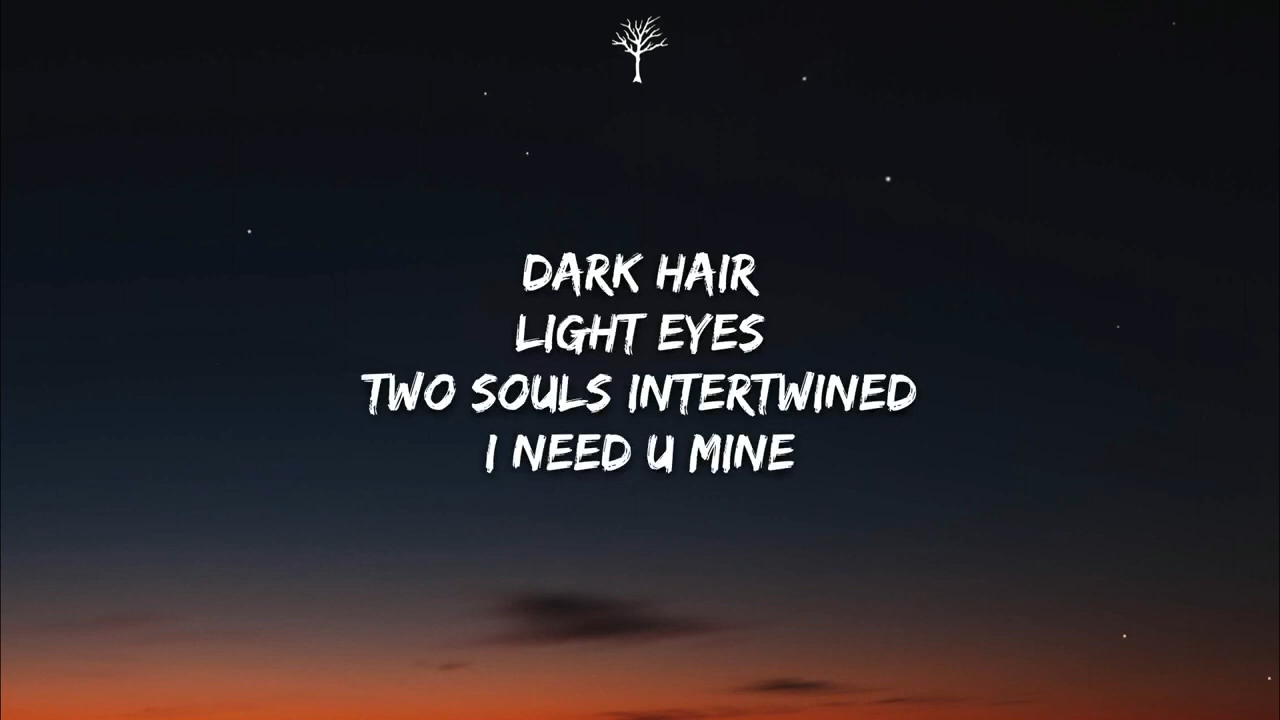 DARK HAIR
LIGHT EYES
TWO SOULS INTERTWINED
I NEED U MINE